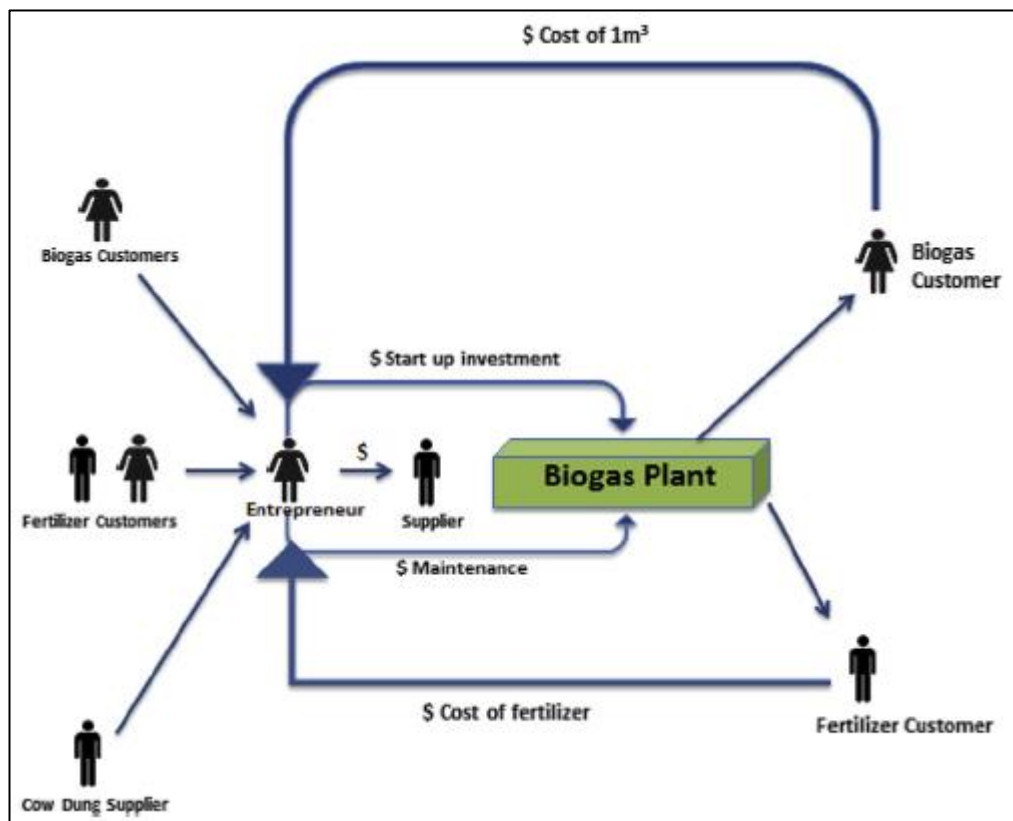 $ Cost of 1m³
Biogas Customers
Biogas
Customer
$ Start up investment
$
Biogas Plant
Fertilizer Customers
Entrepreneur
Supplier
$ Maintenance
$ Cost of fertilizer
Fertilizer Customer
Cow Dung Supplier